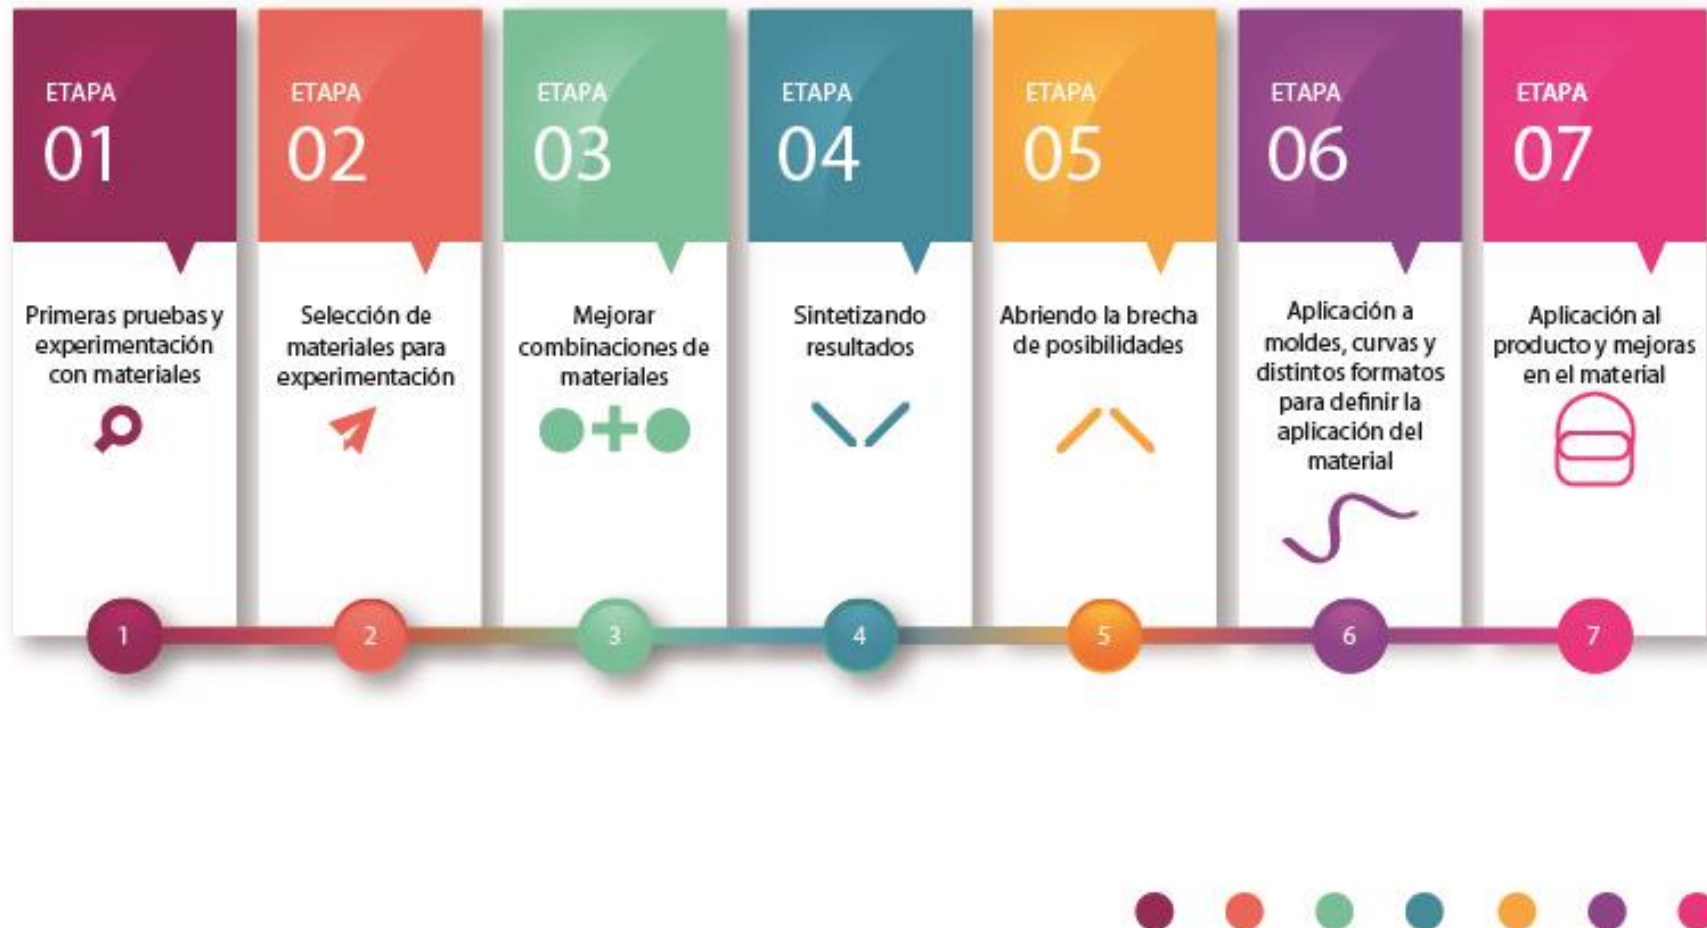 ETAPA
01
Primeras pruebas y
experimentación
con materiales
1
ETAPA
02
Selección de
materiales para
experimentación
2
ETAPA
03
Mejorar
combinaciones de
materiales
3
ETAPA
04
Sintetizando
resultados
4
ETAPA
05
Abriendo la brecha
de posibilidades
5
ETAPA
06
Aplicación a
moldes, curvas y
distintos formatos
para definir la
aplicación del
material
6
ETAPA
07
Aplicación al
producto y mejoras
en el material
7